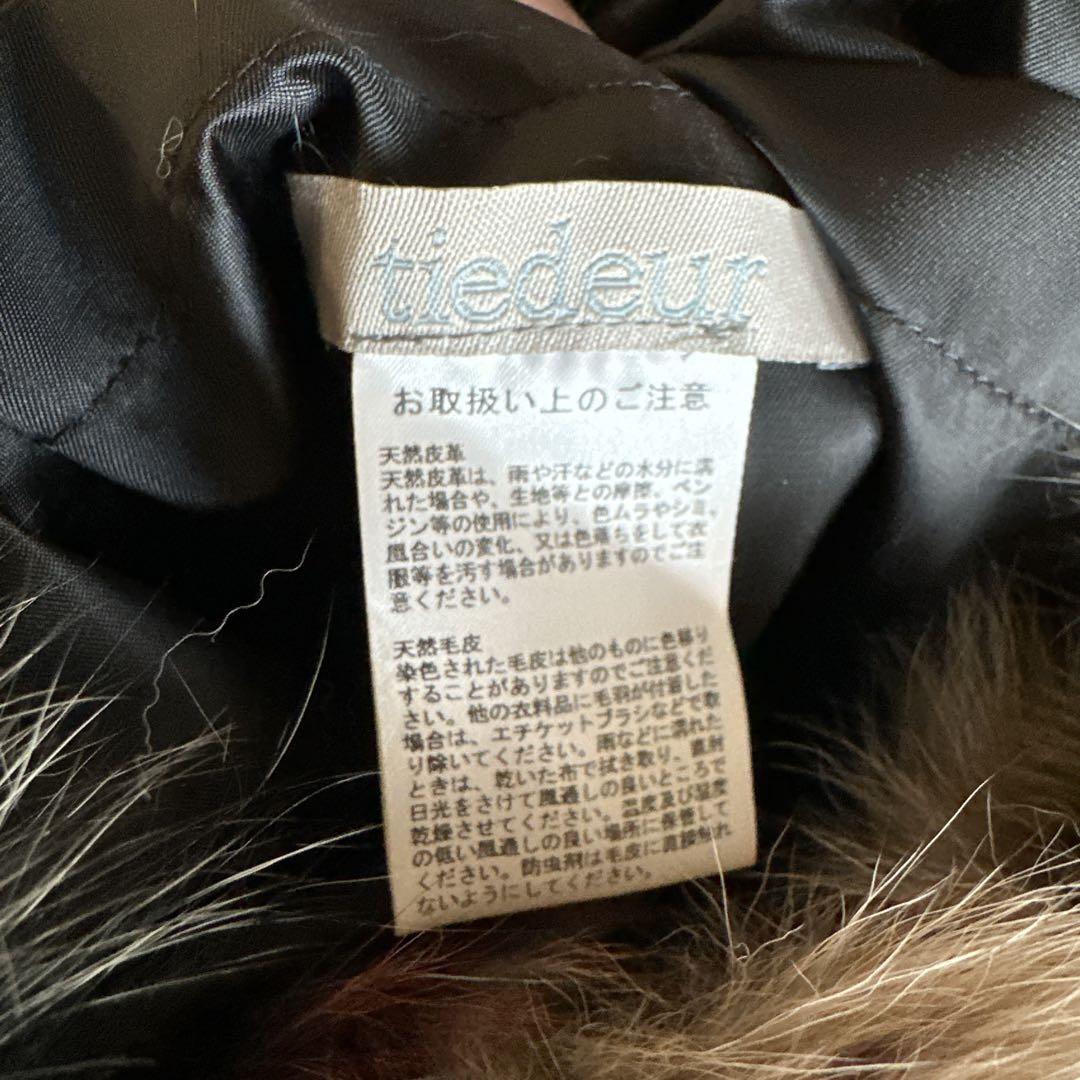 tiedeur
お取扱い上のご注意
天然皮革
天然皮革は、雨や汗などの水分に濡
れた場合や、生地等との摩擦、ベン
ジン等の使用により、色ムラやシミ、
風合いの変化、又は色落ちをして衣
服等を汚す場合がありますのでご注
意ください。
天然毛皮
染色された毛皮は他のものに色移り
することがありますのでご注意くだ
さい。他の衣料品に毛羽が付着した
場合は、エチケットブラシなどで取
り除いてください。雨などに濡れた
ときは、乾いた布で拭き取り、直射
日光をさけて風通しの良いところで
乾燥させてください。温度及び湿度
の低い風通しの良い場所に保管して
ください。防虫剤は毛皮に直接触れ
ないようにしてください。